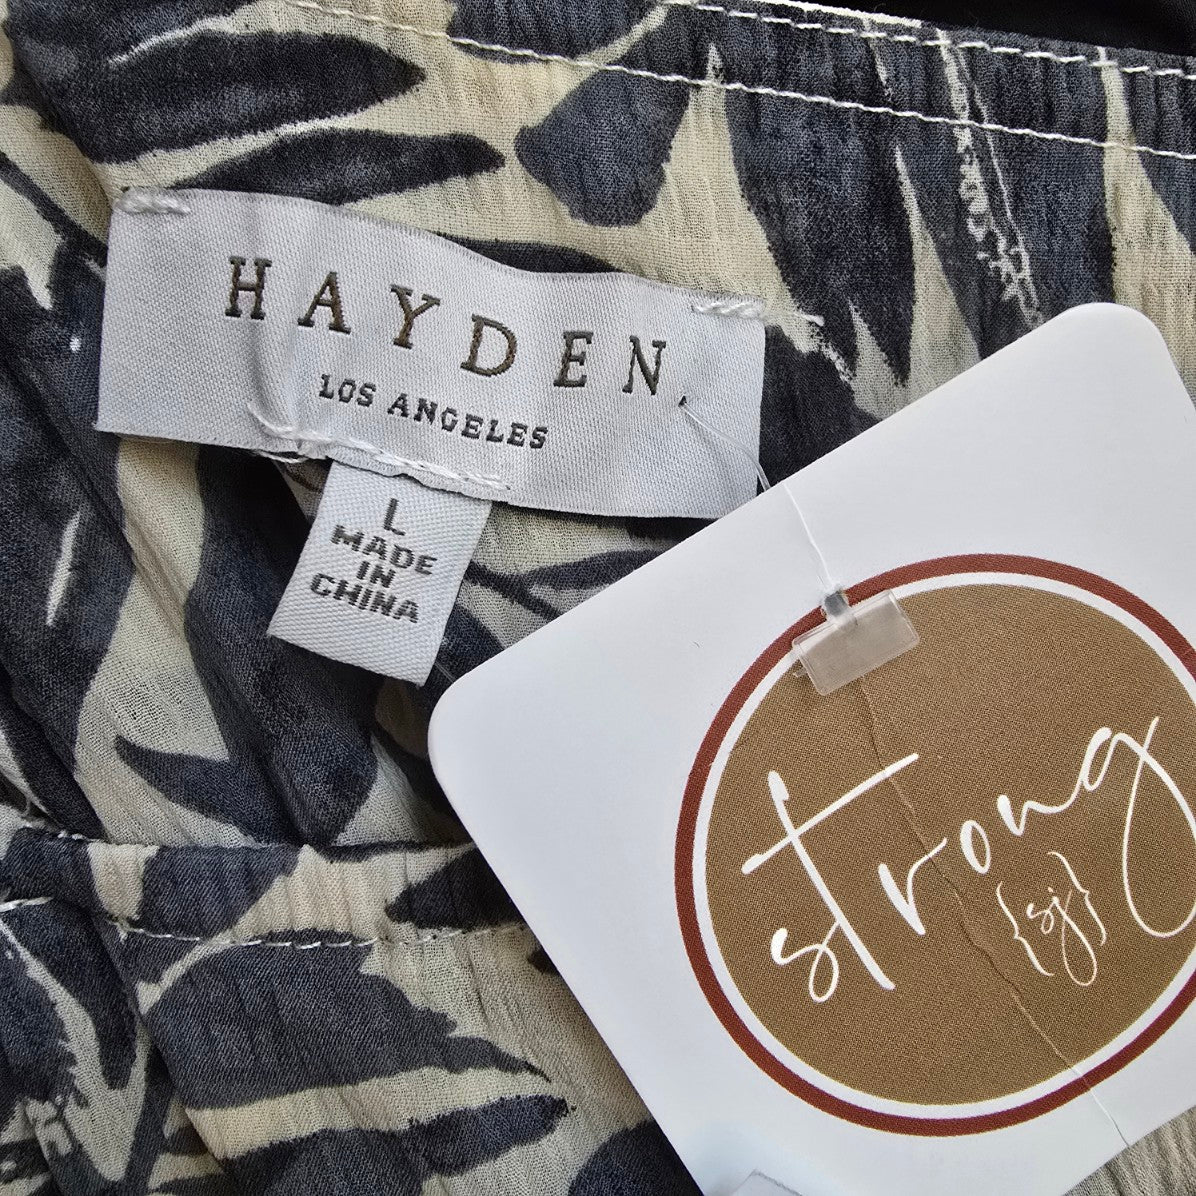 HAYDEN
LOS ANGELES
L
MADE
IN
CHINA
strong
{sj}